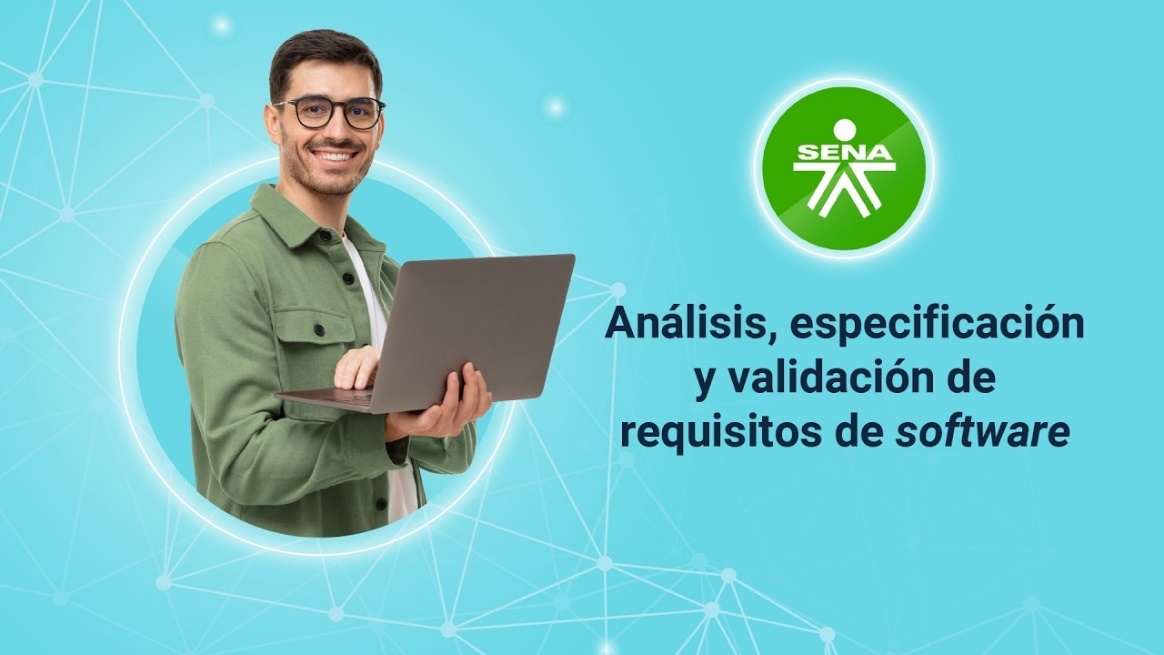 SENA
Análisis, especificación
y validación de
requisitos de software